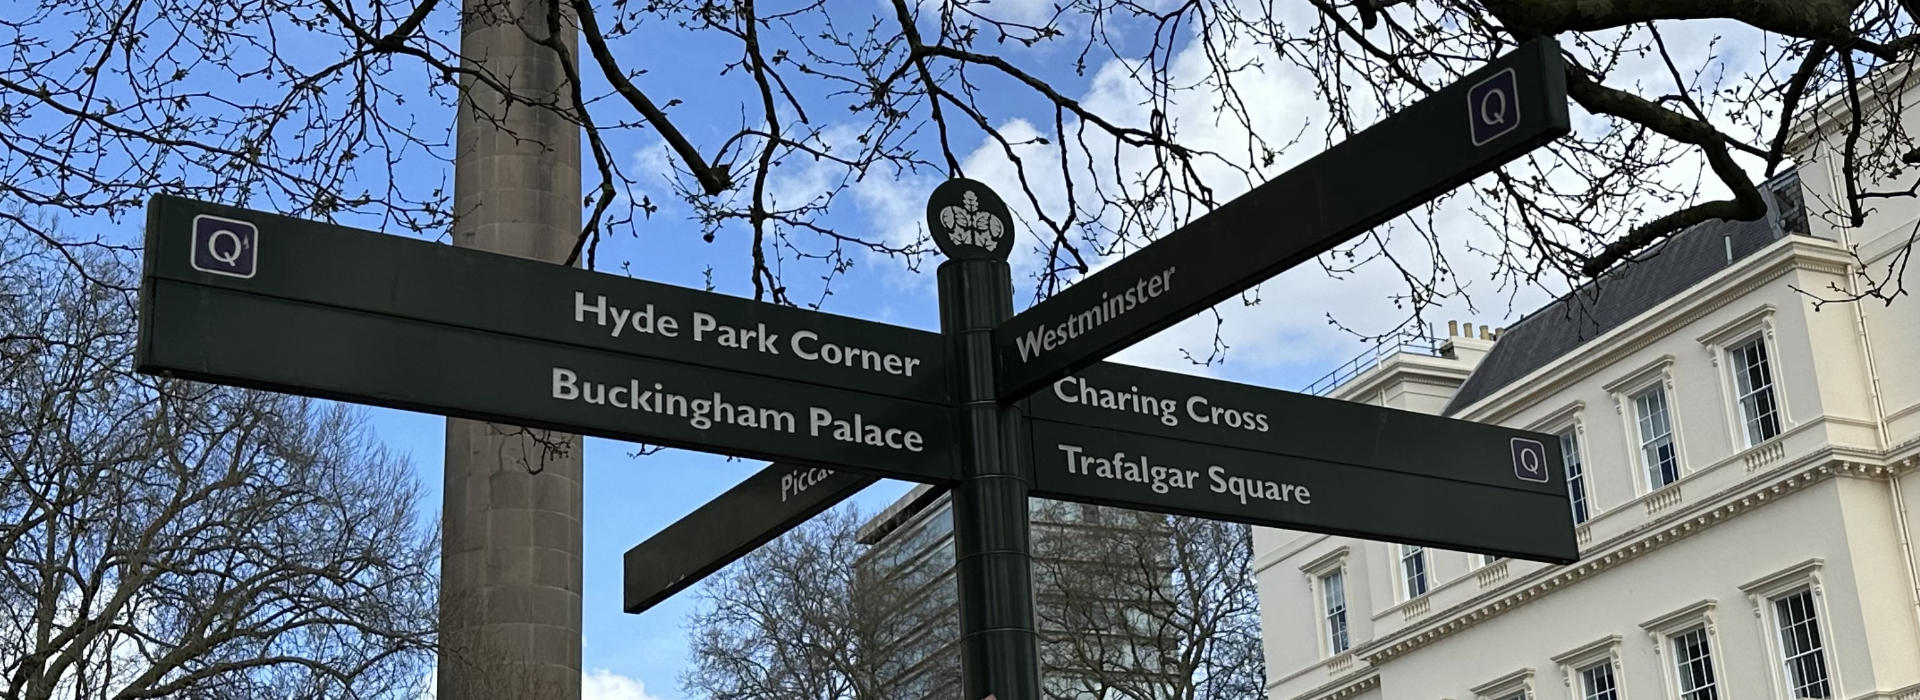 Q
Hyde Park Corner
Buckingham Palace
Q
Westminster
Charing Cross
Q
Trafalgar Square